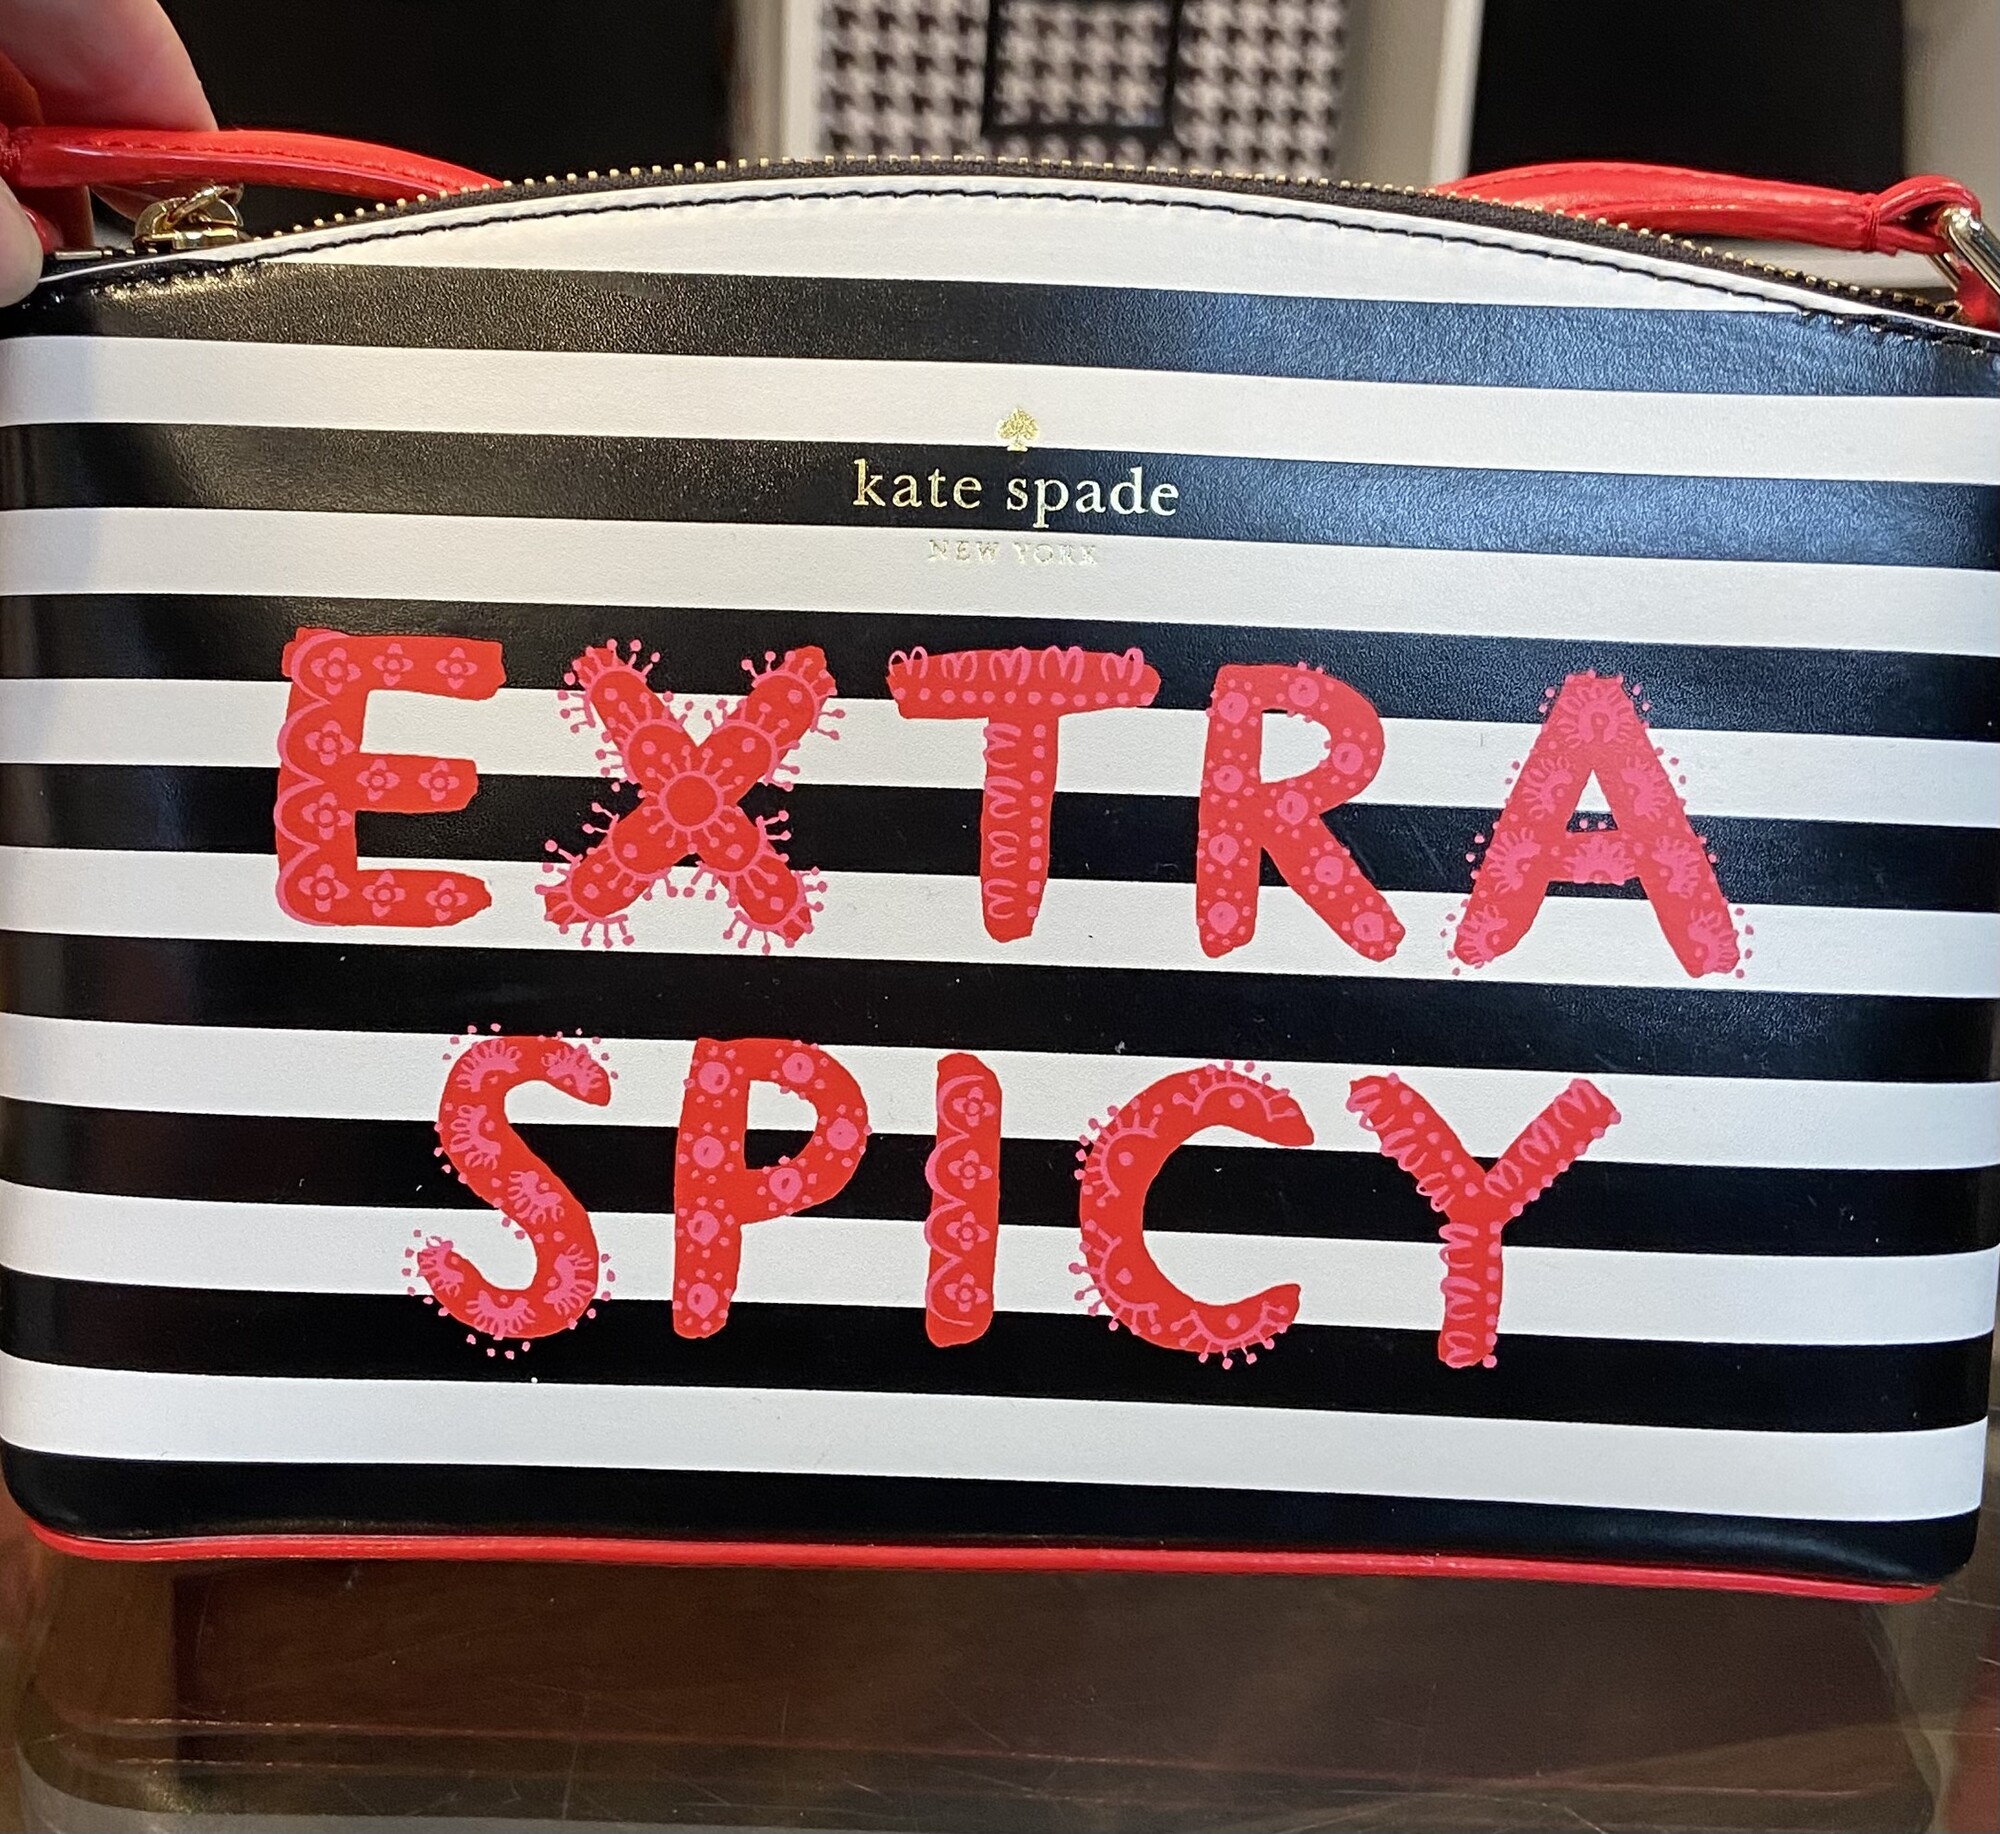 kate spade
NEW YORK
EXTRA
SPICY